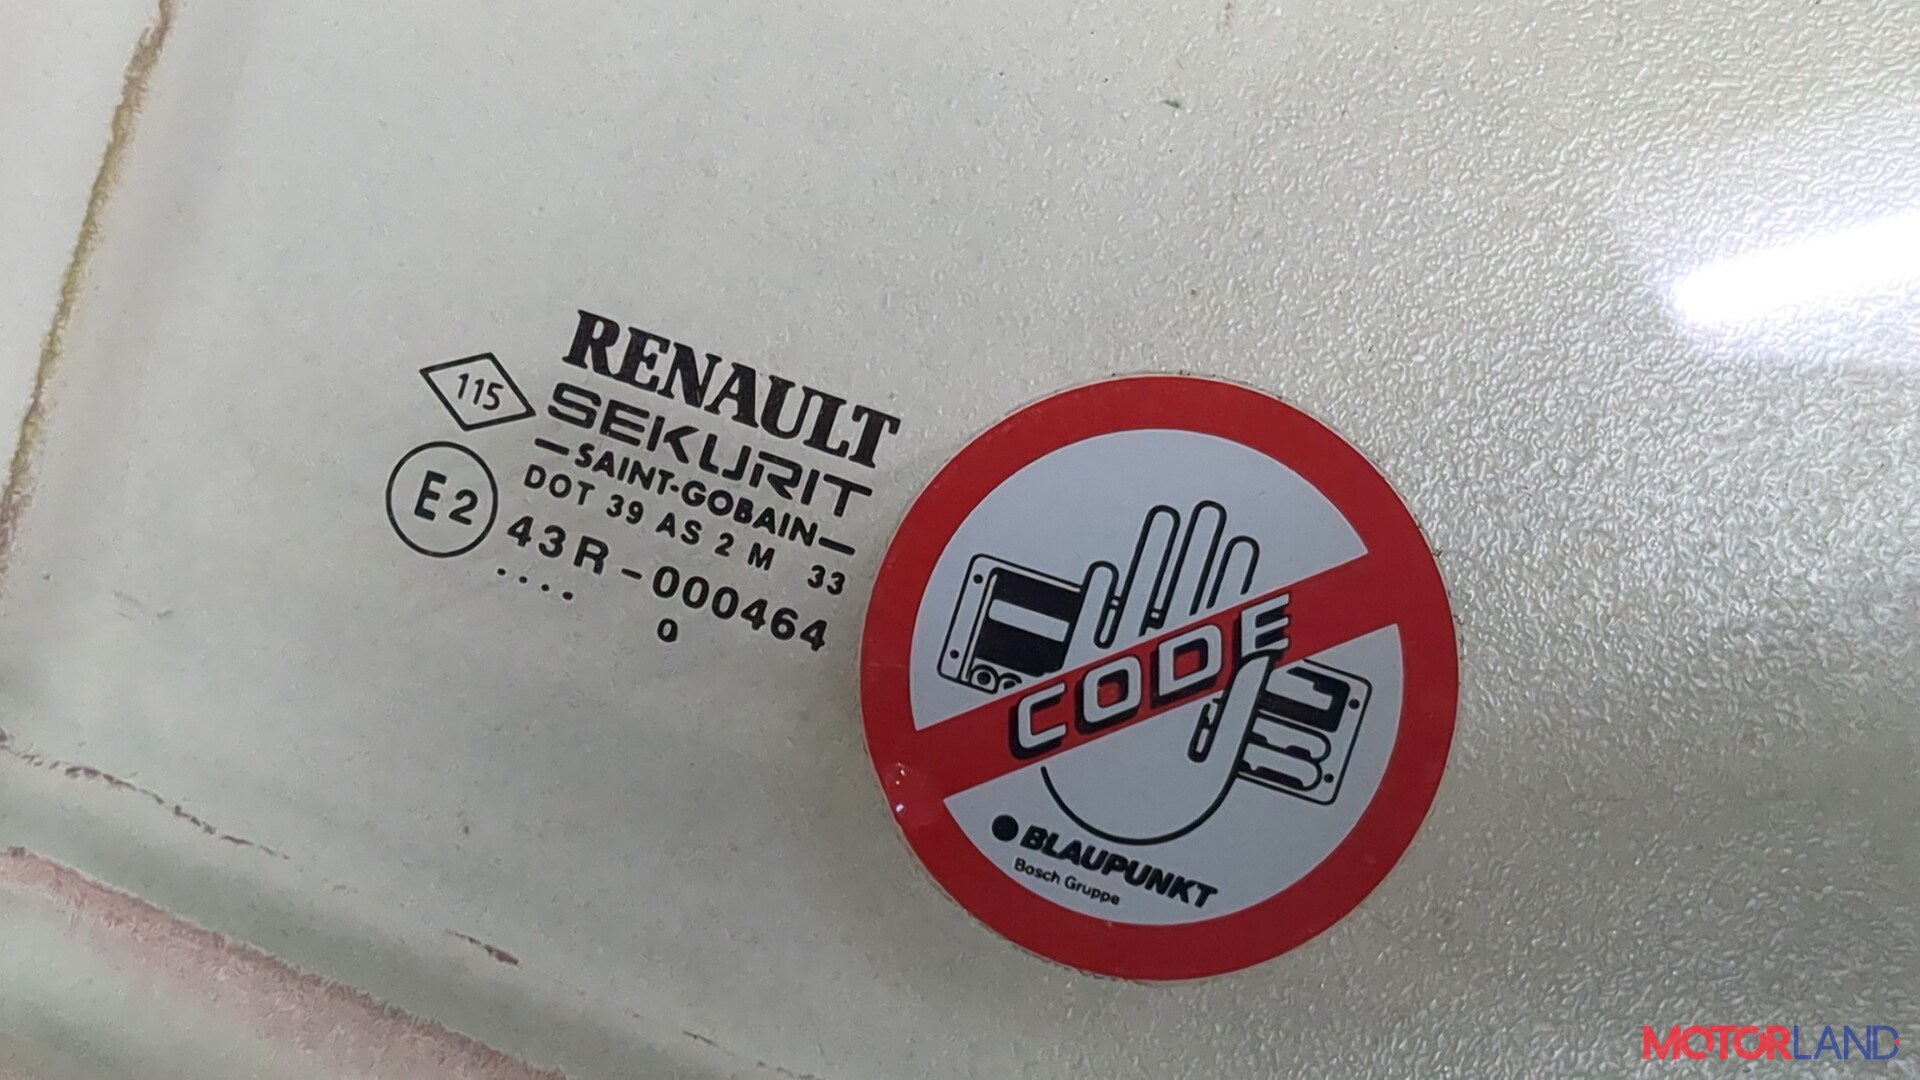 RENAULT
115
SEKURIT
—SAINT-GOBAIN—
DOT 39 AS 2 M 33
E2
43R-000464
....
0
CODE
BLAUPUNKT
Bosch Gruppe
MOTORLAND